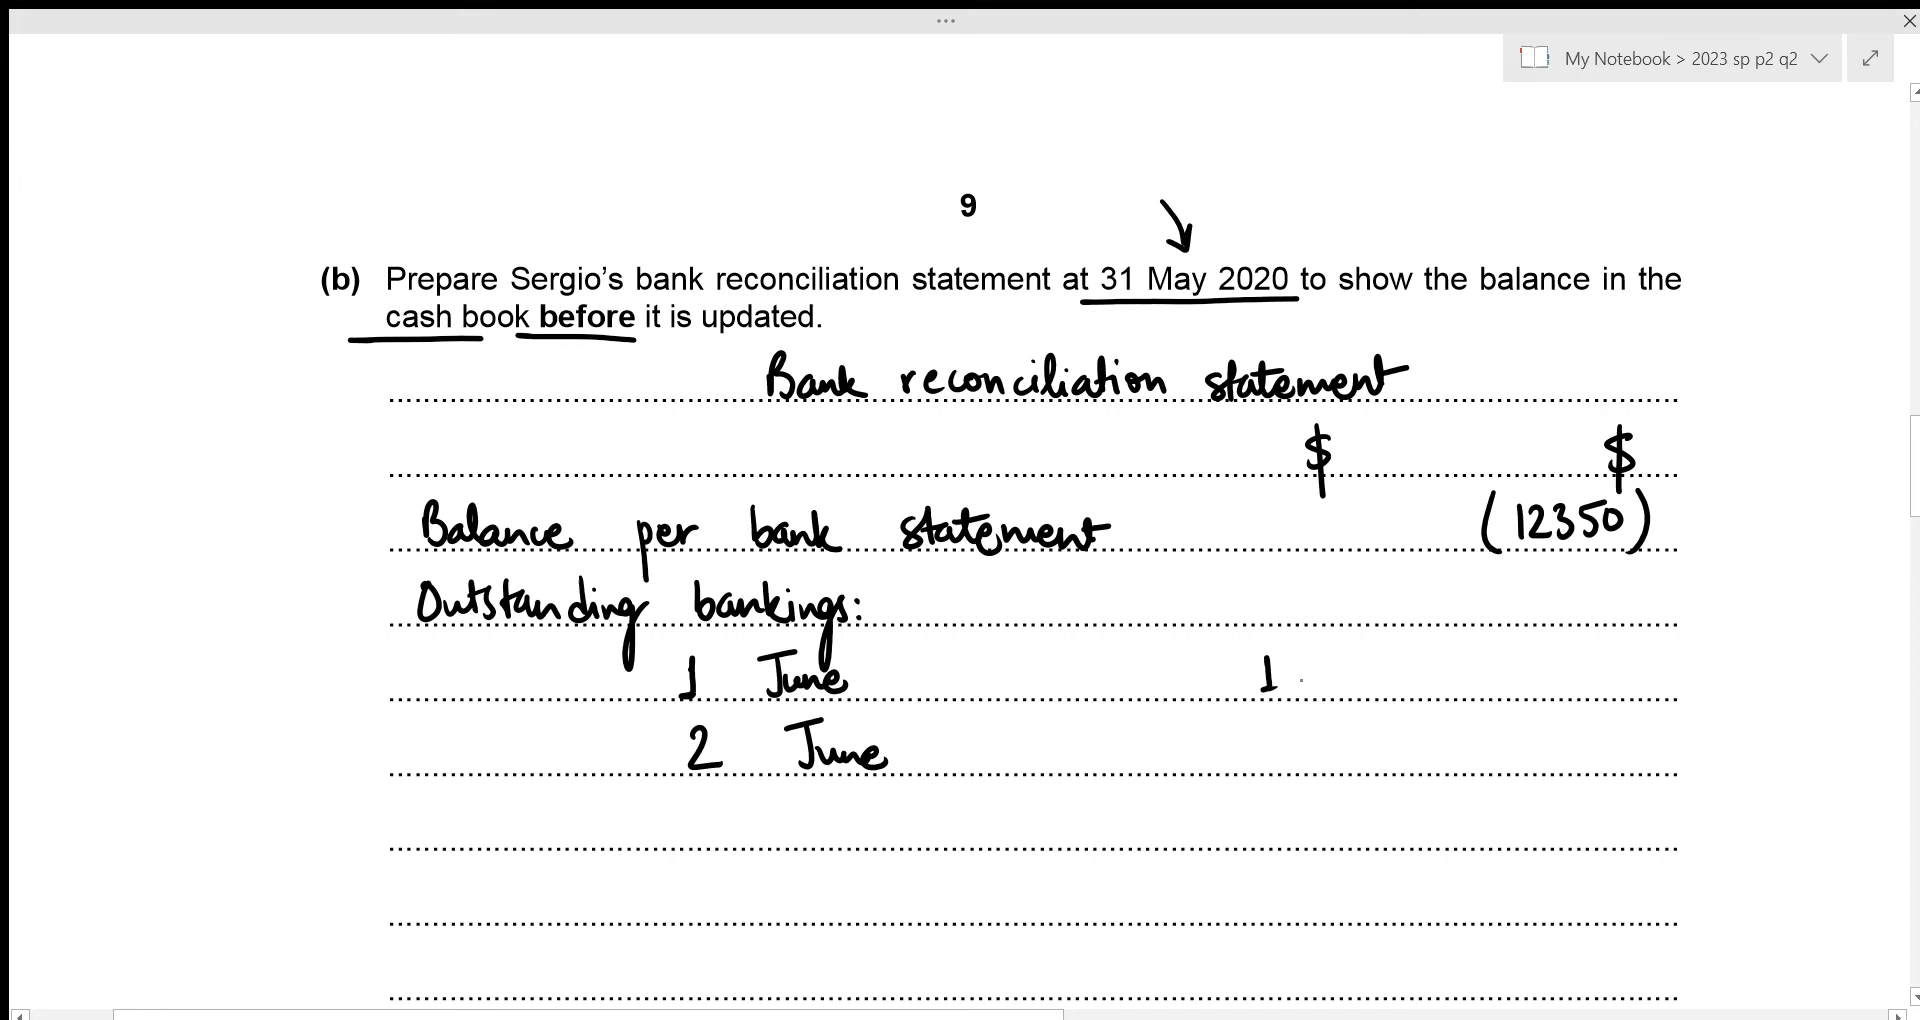 My Notebook > 2023 sp p2 q2
9
(b) Prepare Sergio’s bank reconciliation statement at 31 May 2020 to show the balance in the
cash book before it is updated.
Bank reconciliation statement
$ $
Balance per bank statement (12350)
Outstanding bankings:
1 June 1
2 June